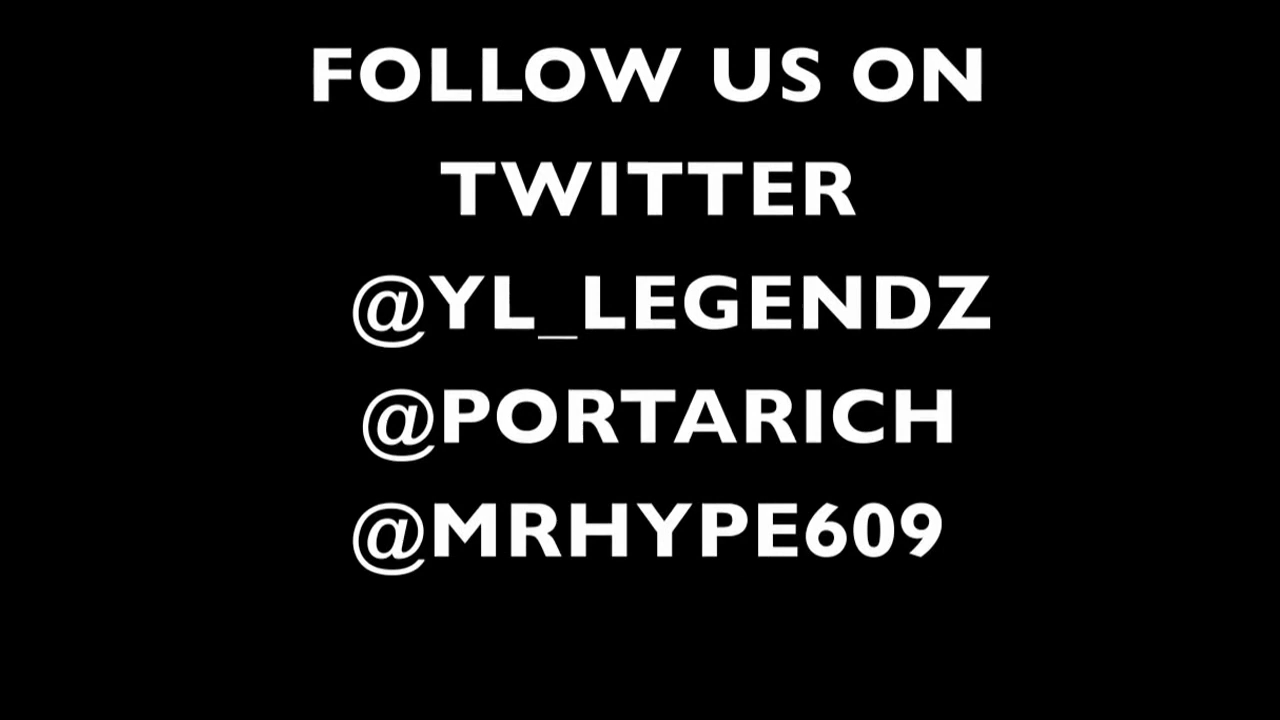 FOLLOW US ON
TWITTER
@YL_LEGENDZ
@PORTARICH
@MRHYPE609